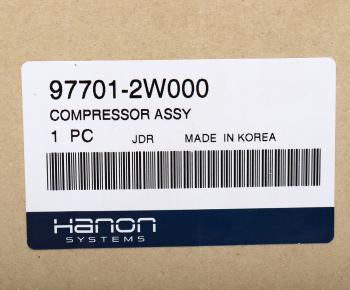 97701-2W000
COMPRESSOR ASSY
1 PC JDR MADE IN KOREA
Hanon
SYSTEMS